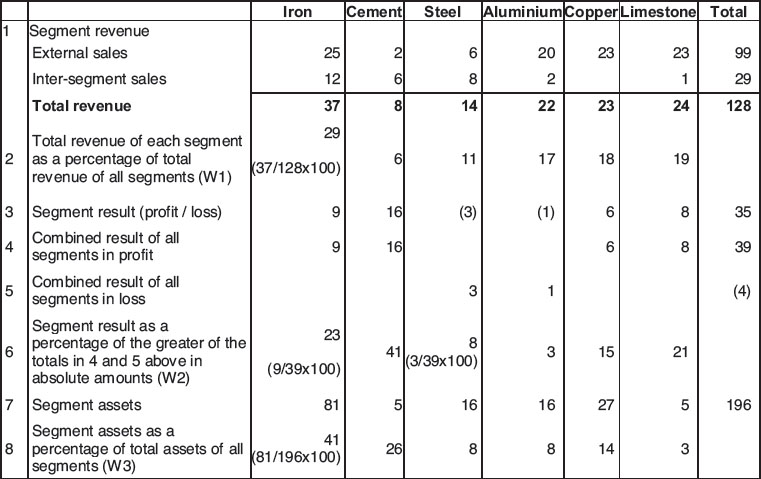 Iron Cement Steel Aluminium Copper Limestone Total
1 Segment revenue
External sales 25 2 6 20 23 23 99
Inter-segment sales 12 6 8 2 1 29
Total revenue 37 8 14 22 23 24 128
29
2 Total revenue of each segment
as a percentage of total (37/128x100) 6 11 17 18 19
revenue of all segments (W1)
3 Segment result (profit / loss) 9 16 (3) (1) 6 8 35
4 Combined result of all 9 16 6 8 39
segments in profit
5 Combined result of all 3 1 (4)
segments in loss
6 Segment result as a 23 8
percentage of the greater of the 41 (3/39x100) 3 15 21
totals in 4 and 5 above in (9/39x100)
absolute amounts (W2)
7 Segment assets 81 5 16 16 27 5 196
8 Segment assets as a 41
percentage of total assets of all (81/196x100) 26 8 8 14 3
segments (W3)